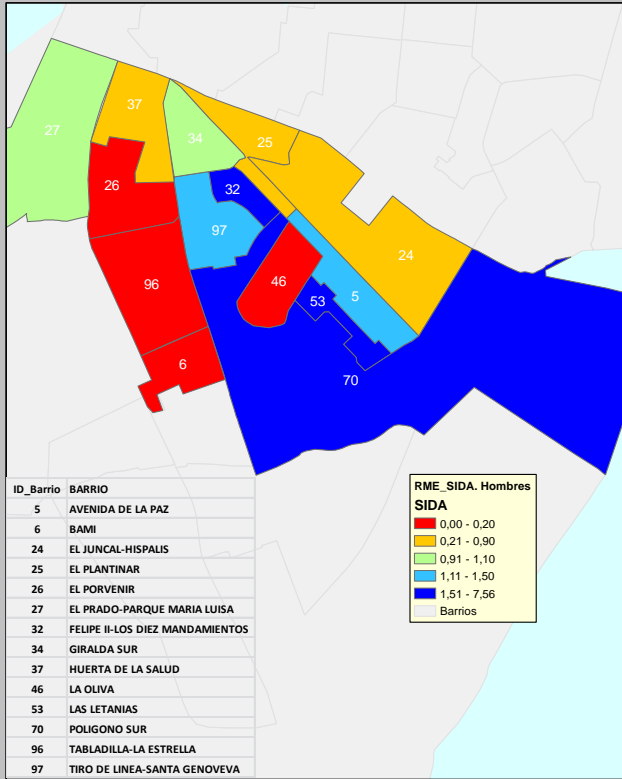 37
34
27
25
26
32
97
24
46
96
53
5
6
70
ID_Barrio BARRIO
5 AVENIDA DE LA PAZ
6 BAMI
24 EL JUNCAL-HISPALIS
25 EL PLANTINAR
26 EL PORVENIR
27 EL PRADO-PARQUE MARIA LUISA
32 FELIPE II-LOS DIEZ MANDAMIENTOS
34 GIRALDA SUR
37 HUERTA DE LA SALUD
46 LA OLIVA
53 LAS LETANIAS
70 POLIGONO SUR
96 TABLADILLA-LA ESTRELLA
97 TIRO DE LINEA-SANTA GENOVEVA
RME_SIDA. Hombres
SIDA
0,00 - 0,20
0,21 - 0,90
0,91 - 1,10
1,11 - 1,50
1,51 - 7,56
Barrios